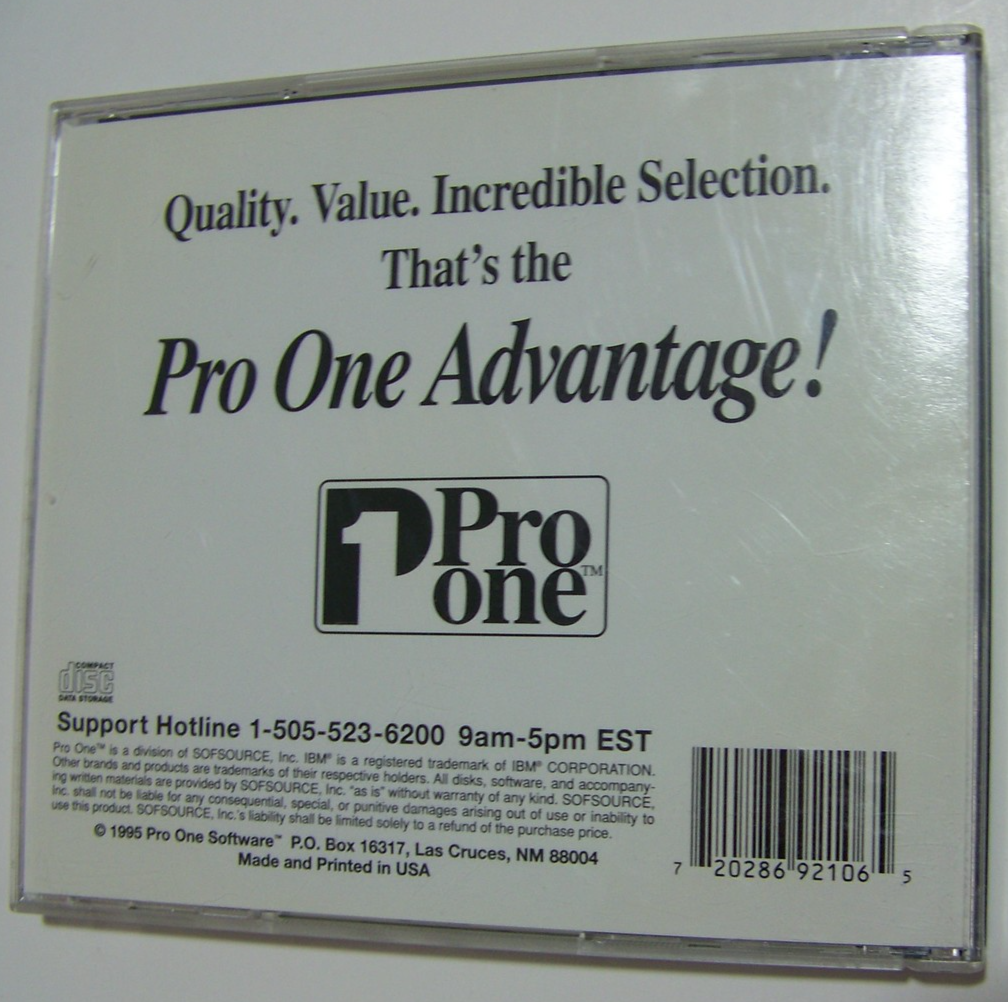 Quality. Value. Incredible Selection.
That's the
Pro One Advantage!
1 Pro
one™
COMPACT
disc
DATA STORAGE
Support Hotline 1-505-523-6200 9am-5pm EST
Pro One™ is a division of SOFSOURCE, Inc. IBM® is a registered trademark of IBM® CORPORATION.
Other brands and products are trademarks of their respective holders. All disks, software, and accompany-
ing written materials are provided by SOFSOURCE, Inc. "as is" without warranty of any kind. SOFSOURCE,
Inc. shall not be liable for any consequential, special, or punitive damages arising out of use or inability to
use this product. SOFSOURCE, Inc.'s liability shall be limited solely to a refund of the purchase price.
© 1995 Pro One Software™ P.O. Box 16317, Las Cruces, NM 88004
Made and Printed in USA
7 20286 92106 5